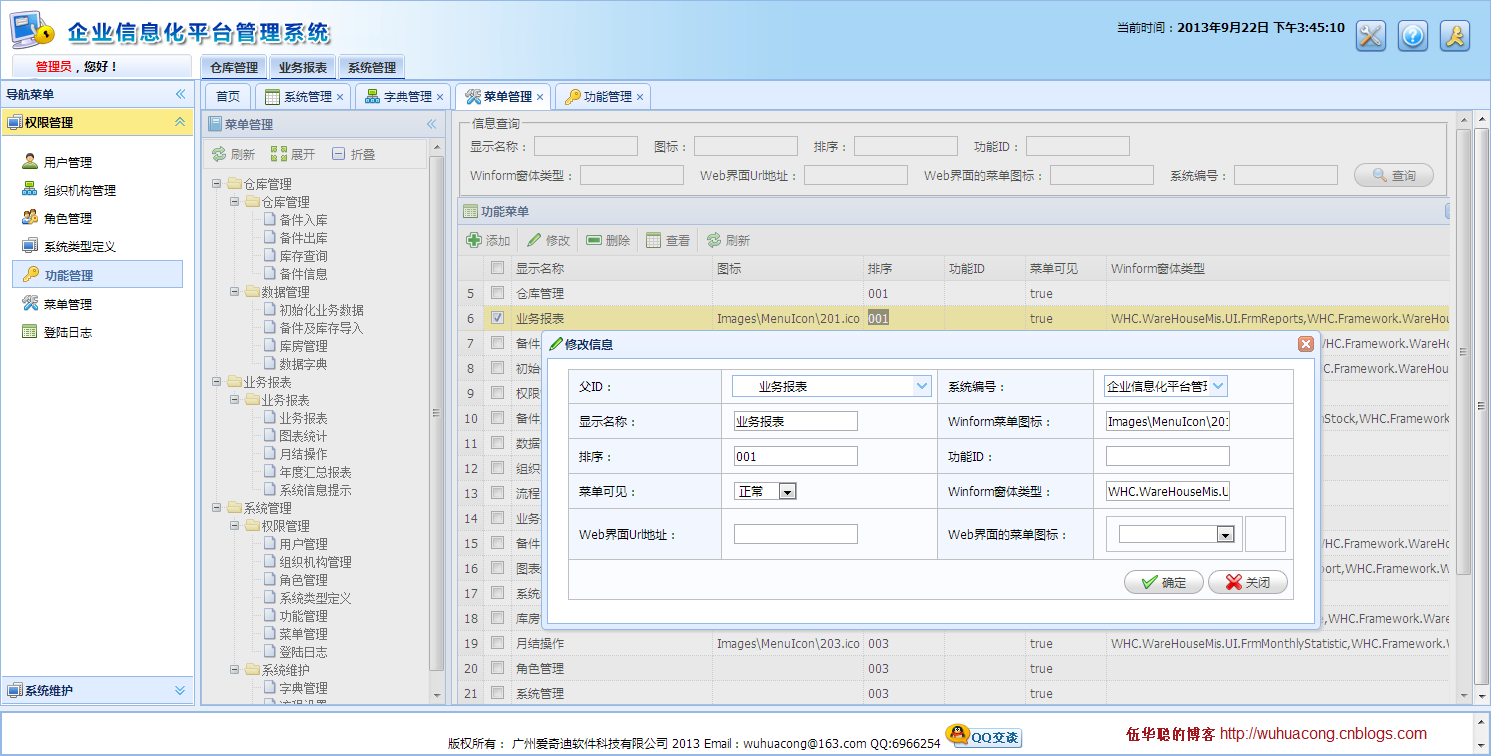 企业信息化平台管理系统
当前时间：2013年9月22日 下午3:45:10
管理员，您好！
仓库管理 业务报表 系统管理
导航菜单
权限管理
用户管理
组织机构管理
角色管理
系统类型定义
功能管理
菜单管理
登陆日志
系统维护
首页 系统管理 × 字典管理 × 菜单管理 × 功能管理 ×
菜单管理
刷新 展开 折叠
仓库管理
仓库管理
备件入库
备件出库
库存查询
备件信息
数据管理
初始化业务数据
备件及库存导入
库房管理
数据字典
业务报表
业务报表
业务报表
图表统计
月结操作
年度汇总报表
系统信息提示
系统管理
权限管理
用户管理
组织机构管理
角色管理
系统类型定义
功能管理
菜单管理
登陆日志
系统维护
字典管理
信息查询
显示名称： 图标： 排序： 功能ID：
Winform窗体类型： Web界面Url地址： Web界面的菜单图标： 系统编号： 查询
功能菜单
添加 修改 删除 查看 刷新
显示名称 图标 排序 功能ID 菜单可见 Winform窗体类型
5 仓库管理 001 true
6 业务报表 Images\MenuIcon\201.ico 001 true WHC.WareHouseMis.UI.FrmReports,WHC.Framework.WareHou
7 备件 WHC.Framework.WareHo
8 初始 C.Framework.WareHou
9 权限
10 备件 Stock,WHC.Framework
11 数据
12 组织
13 流程
14 业务
15 备件 HC.Framework.WareHo
16 图表 ort,WHC.Framework.W
17 系统
18 库房 ,WHC.Framework.Ware
19 月结操作 Images\MenuIcon\203.ico 003 true WHC.WareHouseMis.UI.FrmMonthlyStatistic,WHC.Framework.
20 角色管理 003 true
21 系统管理 003 true
修改信息
父ID： 业务报表 系统编号： 企业信息化平台管理
显示名称： 业务报表 Winform菜单图标： Images\MenuIcon\201
排序： 001 功能ID：
菜单可见： 正常 Winform窗体类型： WHC.WareHouseMis.U
Web界面Url地址： Web界面的菜单图标：
确定 关闭
版权所有： 广州爱奇迪软件科技有限公司 2013 Email：wuhuacong@163.com QQ:6966254 QQ交谈
伍华聪的博客 http://wuhuacong.cnblogs.com